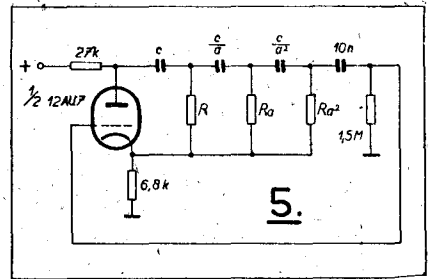 27k
c
c/a
c/a²
10n
+
½ 12AU7
R
Ra
Ra²
1,5M
6,8k
5.